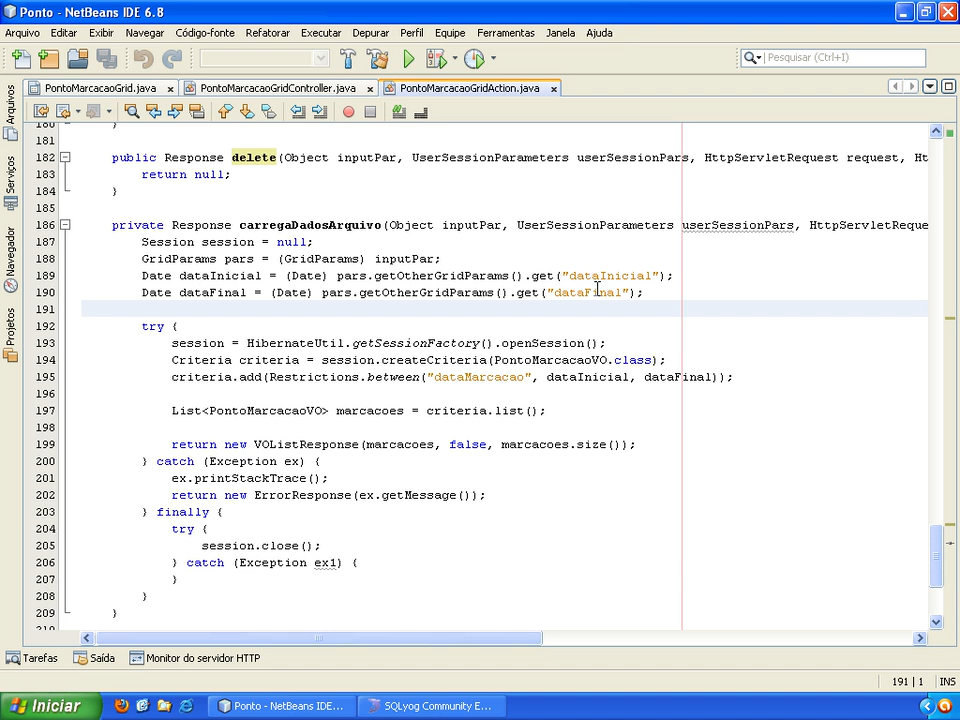 Ponto - NetBeans IDE 6.8
Arquivo Editar Exibir Navegar Código-fonte Refatorar Executar Depurar Perfil Equipe Ferramentas Janela Ajuda
Pesquisar (Ctrl+I)
PontoMarcacaoGrid.java PontoMarcacaoGridController.java PontoMarcacaoGridAction.java
Arquivos
Serviços
Navegador
Projetos
180 }
181
182 public Response delete(Object inputPar, UserSessionParameters userSessionPars, HttpServletRequest request, Ht
183 return null;
184 }
185
186 private Response carregaDadosArquivo(Object inputPar, UserSessionParameters userSessionPars, HttpServletReque
187 Session session = null;
188 GridParams pars = (GridParams) inputPar;
189 Date dataInicial = (Date) pars.getOtherGridParams().get("dataInicial");
190 Date dataFinal = (Date) pars.getOtherGridParams().get("dataFinal");
191
192 try {
193 session = HibernateUtil.getSessionFactory().openSession();
194 Criteria criteria = session.createCriteria(PontoMarcacaoVO.class);
195 criteria.add(Restrictions.between("dataMarcacao", dataInicial, dataFinal));
196
197 List<PontoMarcacaoVO> marcacoes = criteria.list();
198
199 return new VOListResponse(marcacoes, false, marcacoes.size());
200 } catch (Exception ex) {
201 ex.printStackTrace();
202 return new ErrorResponse(ex.getMessage());
203 } finally {
204 try {
205 session.close();
206 } catch (Exception ex1) {
207 }
208 }
209 }
210
Tarefas Saída Monitor do servidor HTTP
191 | 1 INS
Iniciar Ponto - NetBeans IDE... SQLyog Community E...